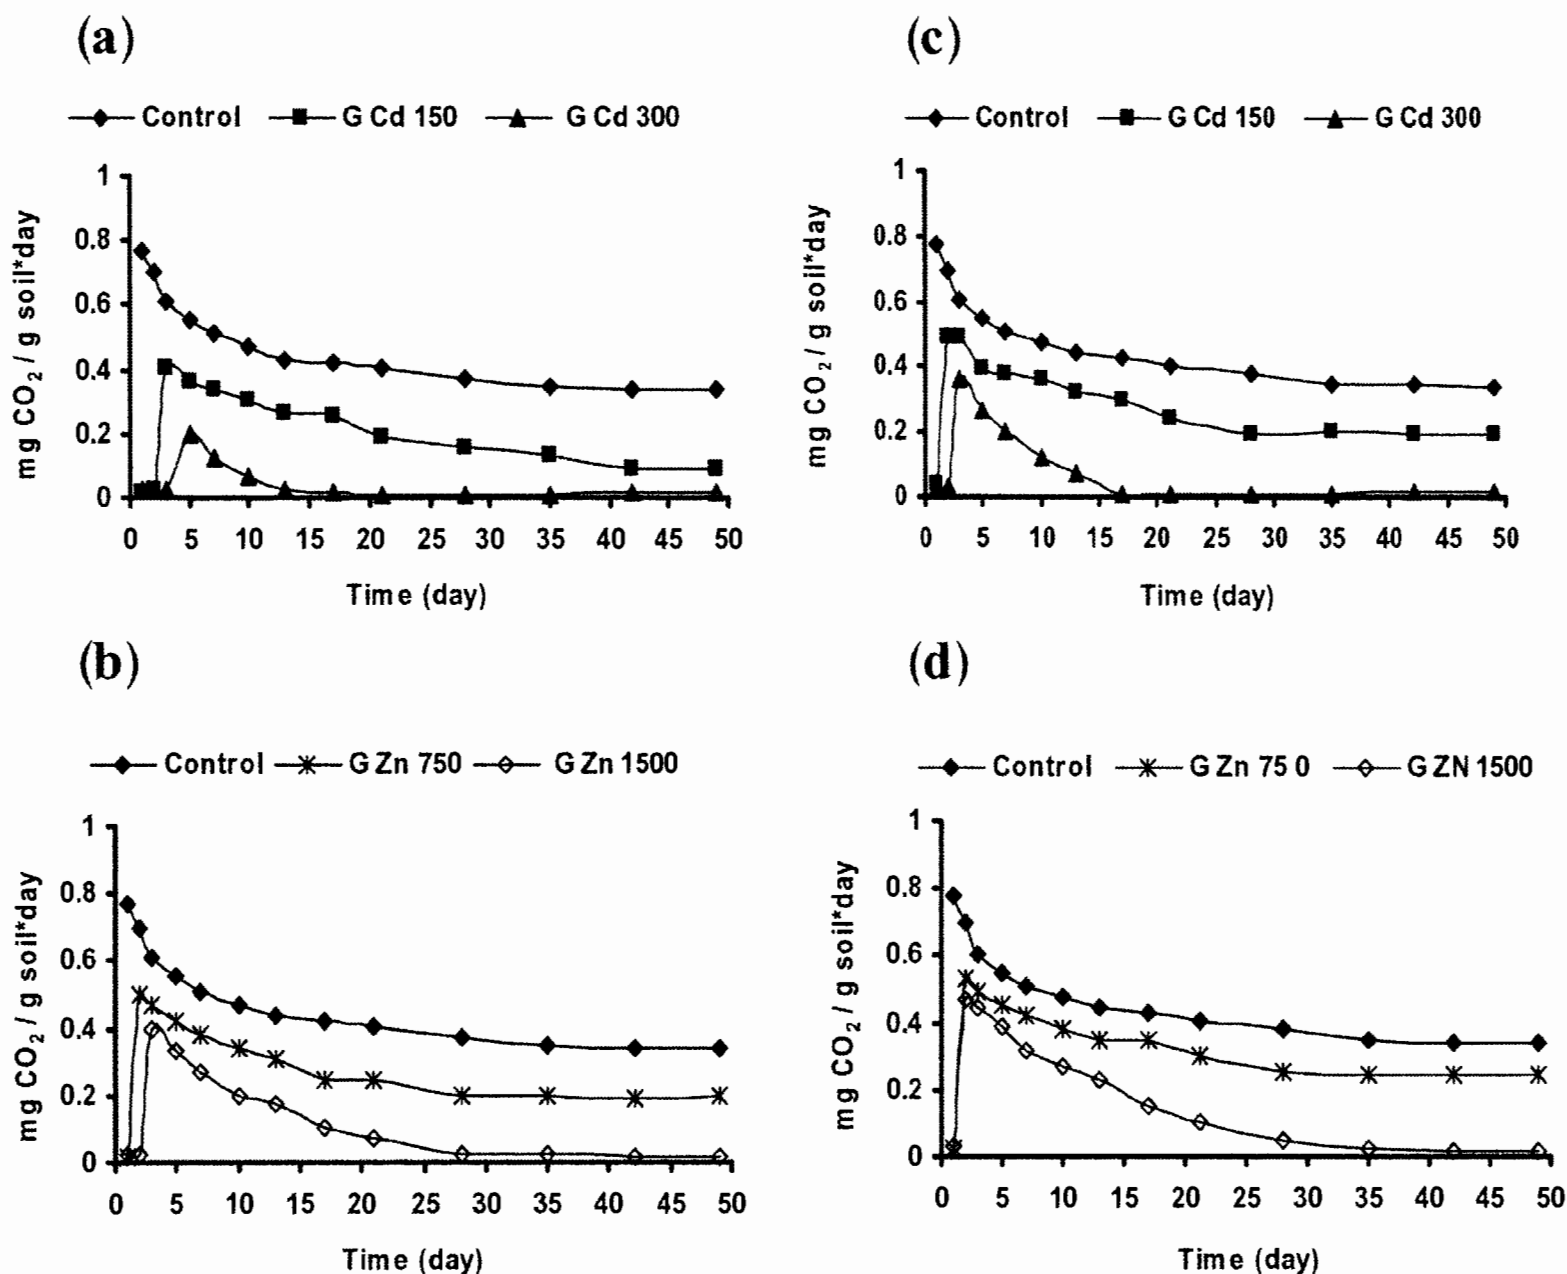 (a)
Control G Cd 150 G Cd 300
1
0.8
0.6
0.4
0.2
0
mg CO2 / g soil*day
0 5 10 15 20 25 30 35 40 45 50
Time (day)
(c)
Control G Cd 150 G Cd 300
1
0.8
0.6
0.4
0.2
0
mg CO2 / g soil*day
0 5 10 15 20 25 30 35 40 45 50
Time (day)
(b)
Control G Zn 750 G Zn 1500
1
0.8
0.6
0.4
0.2
0
mg CO2 / g soil*day
0 5 10 15 20 25 30 35 40 45 50
Time (day)
(d)
Control G Zn 75 0 G ZN 1500
1
0.8
0.6
0.4
0.2
0
mg CO2 / g soil*day
0 5 10 15 20 25 30 35 40 45 50
Time (day)